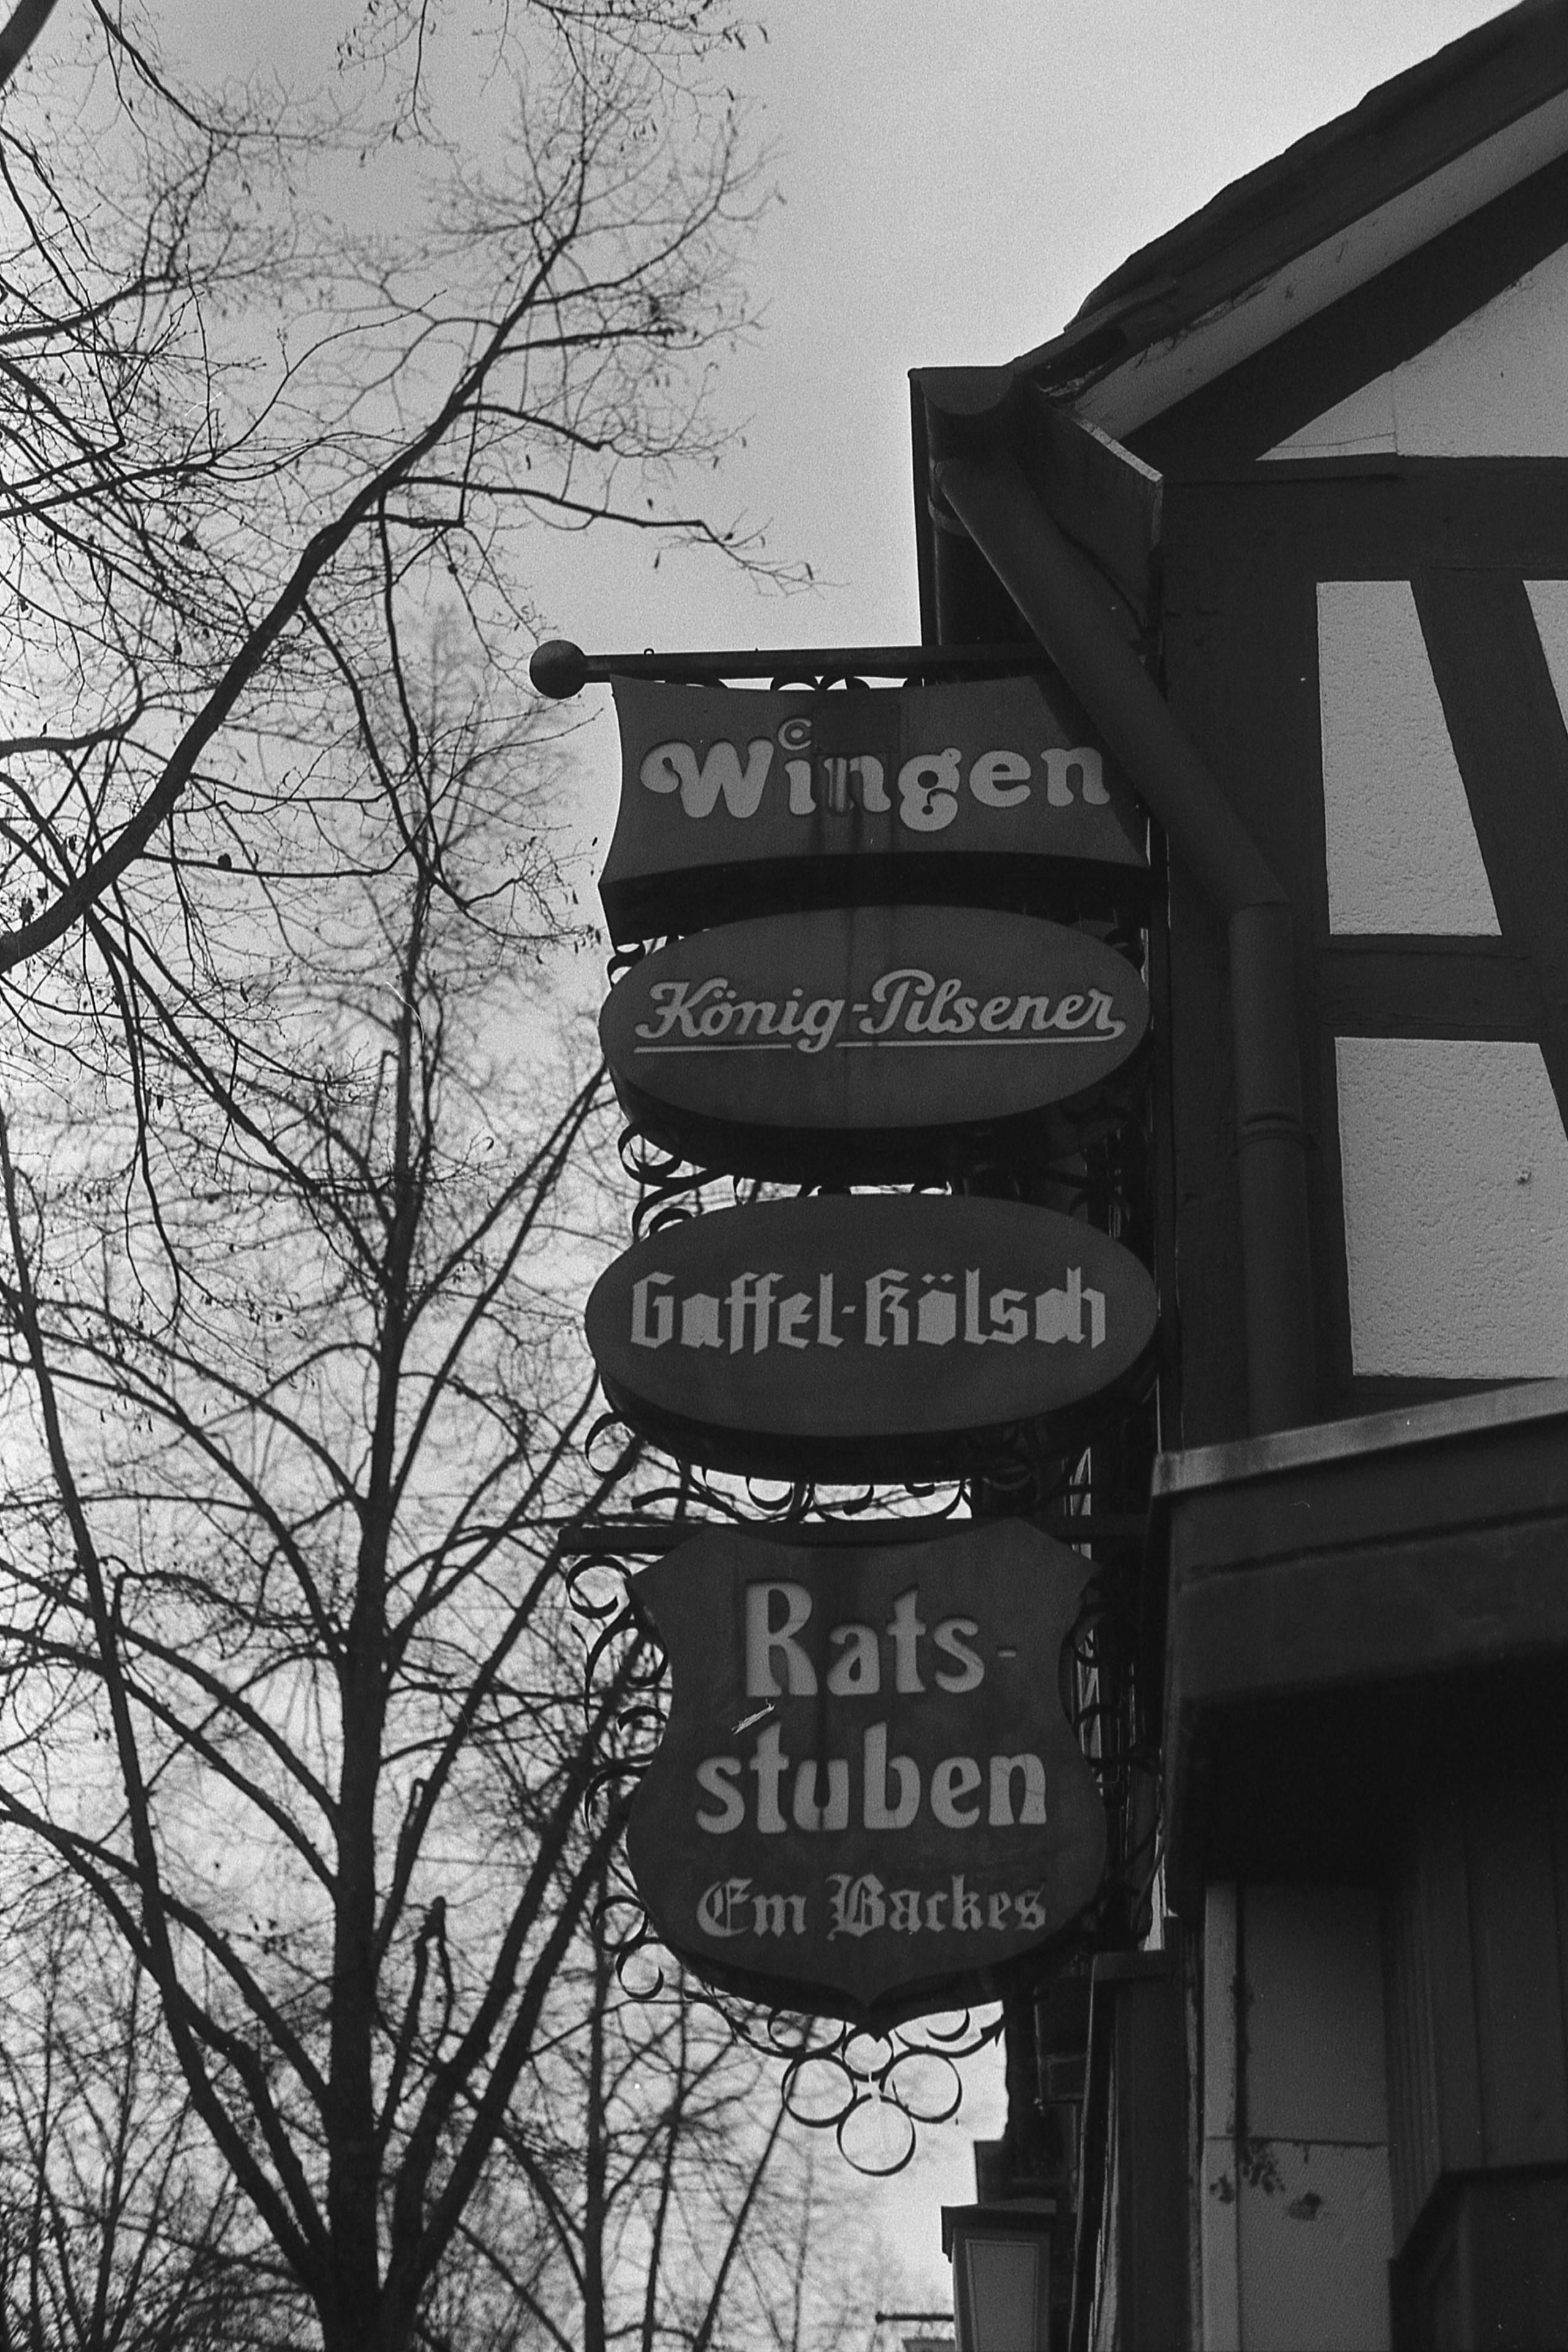 Wingen
König-Pilsener
Gaffel-Kölsch
Rats-
stuben
Em Backes